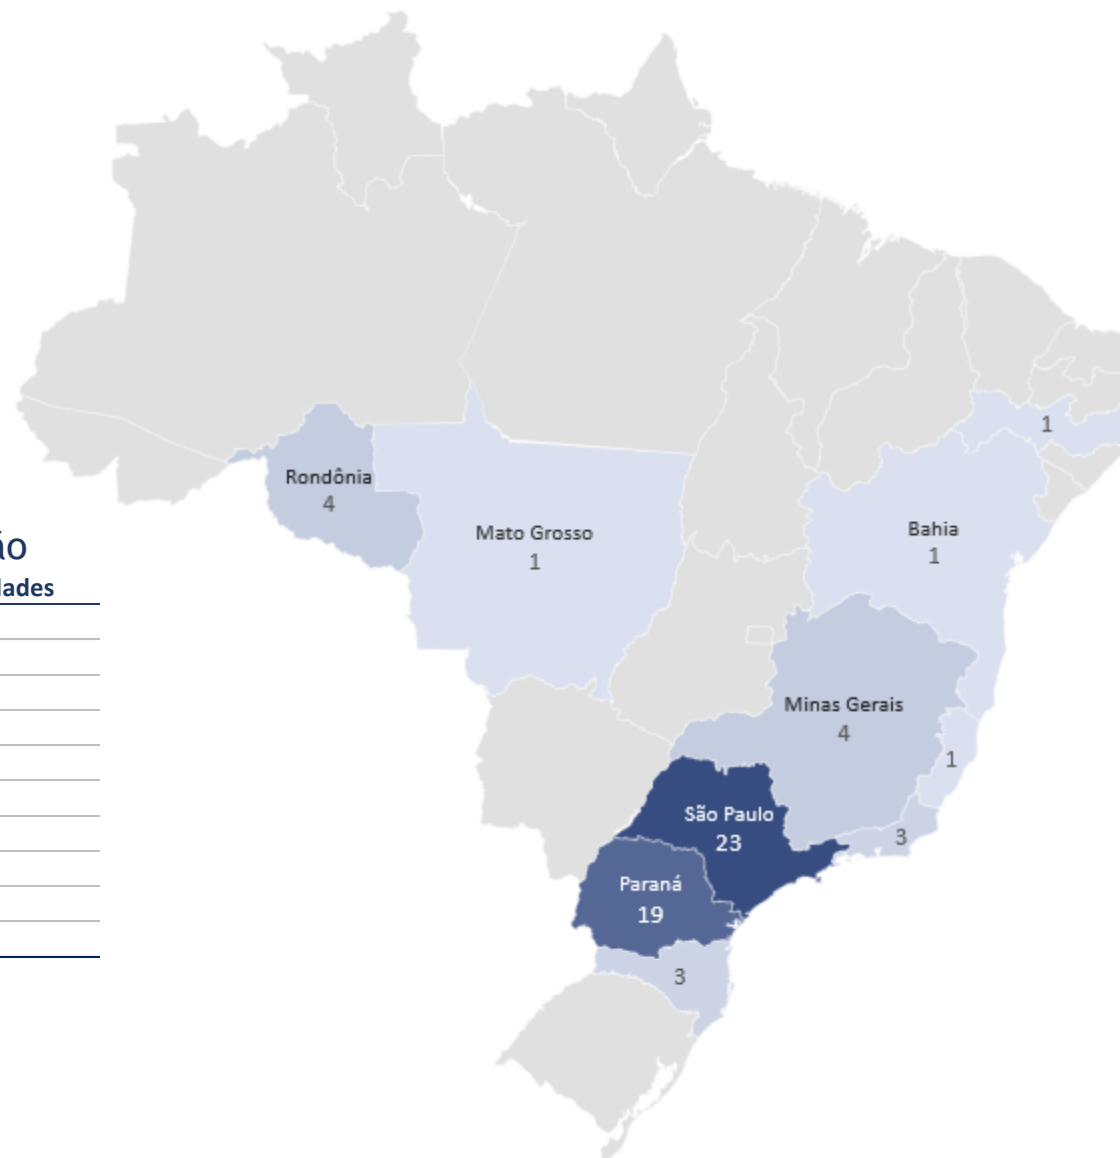 1
Rondônia
4
Mato Grosso
1
Bahia
1
ão
dades
Minas Gerais
4
1
São Paulo
23
3
Paraná
19
3